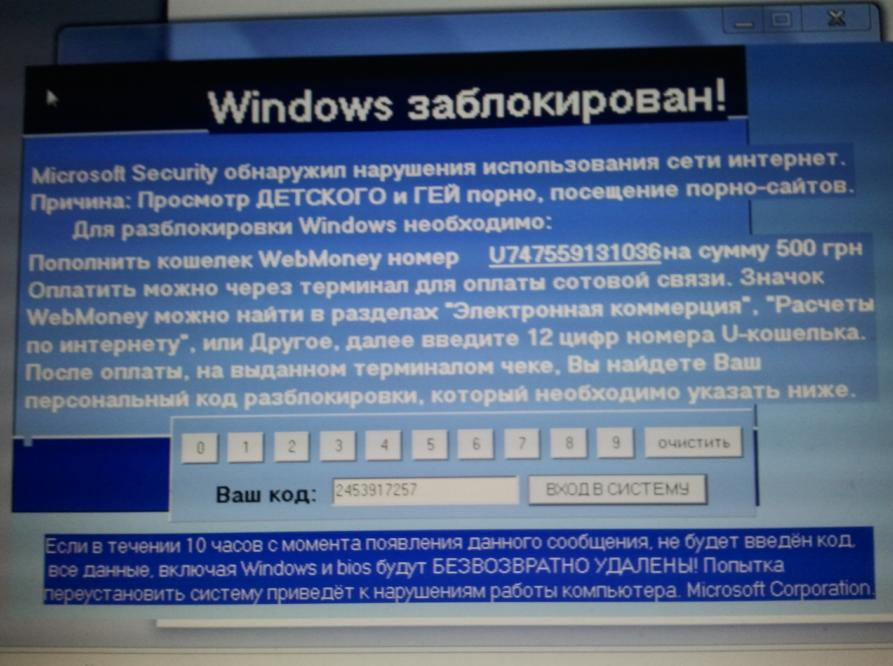 Windows заблокирован!
Microsoft Security обнаружил нарушения использования сети интернет.
Причина: Просмотр ДЕТСКОГО и ГЕЙ порно, посещение порно-сайтов.
Для разблокировки Windows необходимо:
Пополнить кошелек WebMoney номер U747559131036 на сумму 500 грн
Оплатить можно через терминал для оплаты сотовой связи. Значок
WebMoney можно найти в разделах "Электронная коммерция", "Расчеты
по интернету", или Другое, далее введите 12 цифр номера U-кошелька.
После оплаты, на выданном терминалом чеке, Вы найдете Ваш
персональный код разблокировки, который необходимо указать ниже.
0 1 2 3 4 5 6 7 8 9 очистить
Ваш код: 2453917257 ВХОД В СИСТЕМУ
Если в течении 10 часов с момента появления данного сообщения, не будет введён код,
все данные, включая Windows и bios будут БЕЗВОЗВРАТНО УДАЛЕНЫ! Попытка
переустановить систему приведёт к нарушениям работы компьютера. Microsoft Corporation.